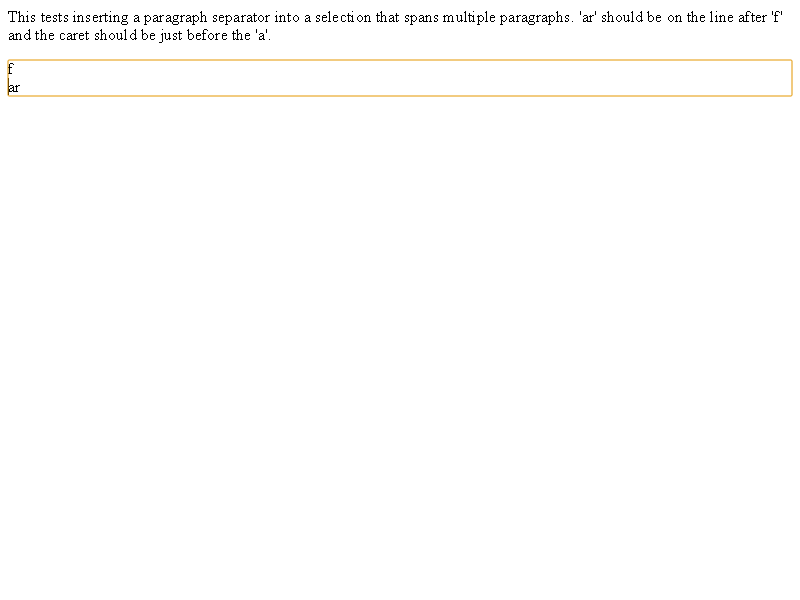 This tests inserting a paragraph separator into a selection that spans multiple paragraphs. 'ar' should be on the line after 'f'
and the caret should be just before the 'a'.
f
ar